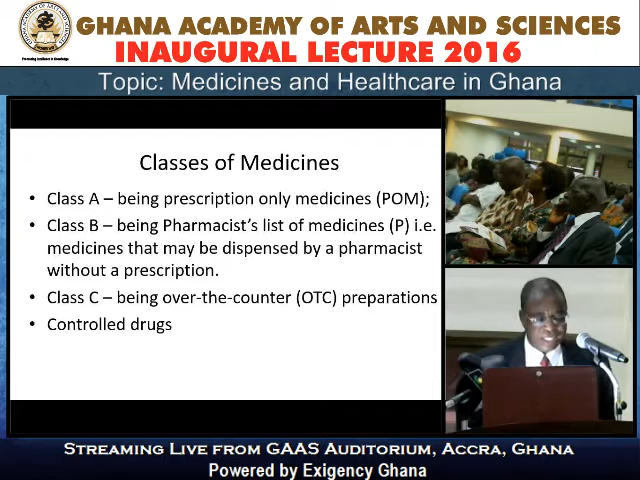 GHANA ACADEMY OF ARTS AND SCIENCES
INAUGURAL LECTURE 2016
Topic: Medicines and Healthcare in Ghana
Classes of Medicines
• Class A – being prescription only medicines (POM);
• Class B – being Pharmacist's list of medicines (P) i.e.
medicines that may be dispensed by a pharmacist
without a prescription.
• Class C – being over-the-counter (OTC) preparations
• Controlled drugs
STREAMING LIVE FROM GAAS AUDITORIUM, ACCRA, GHANA
Powered by Exigency Ghana